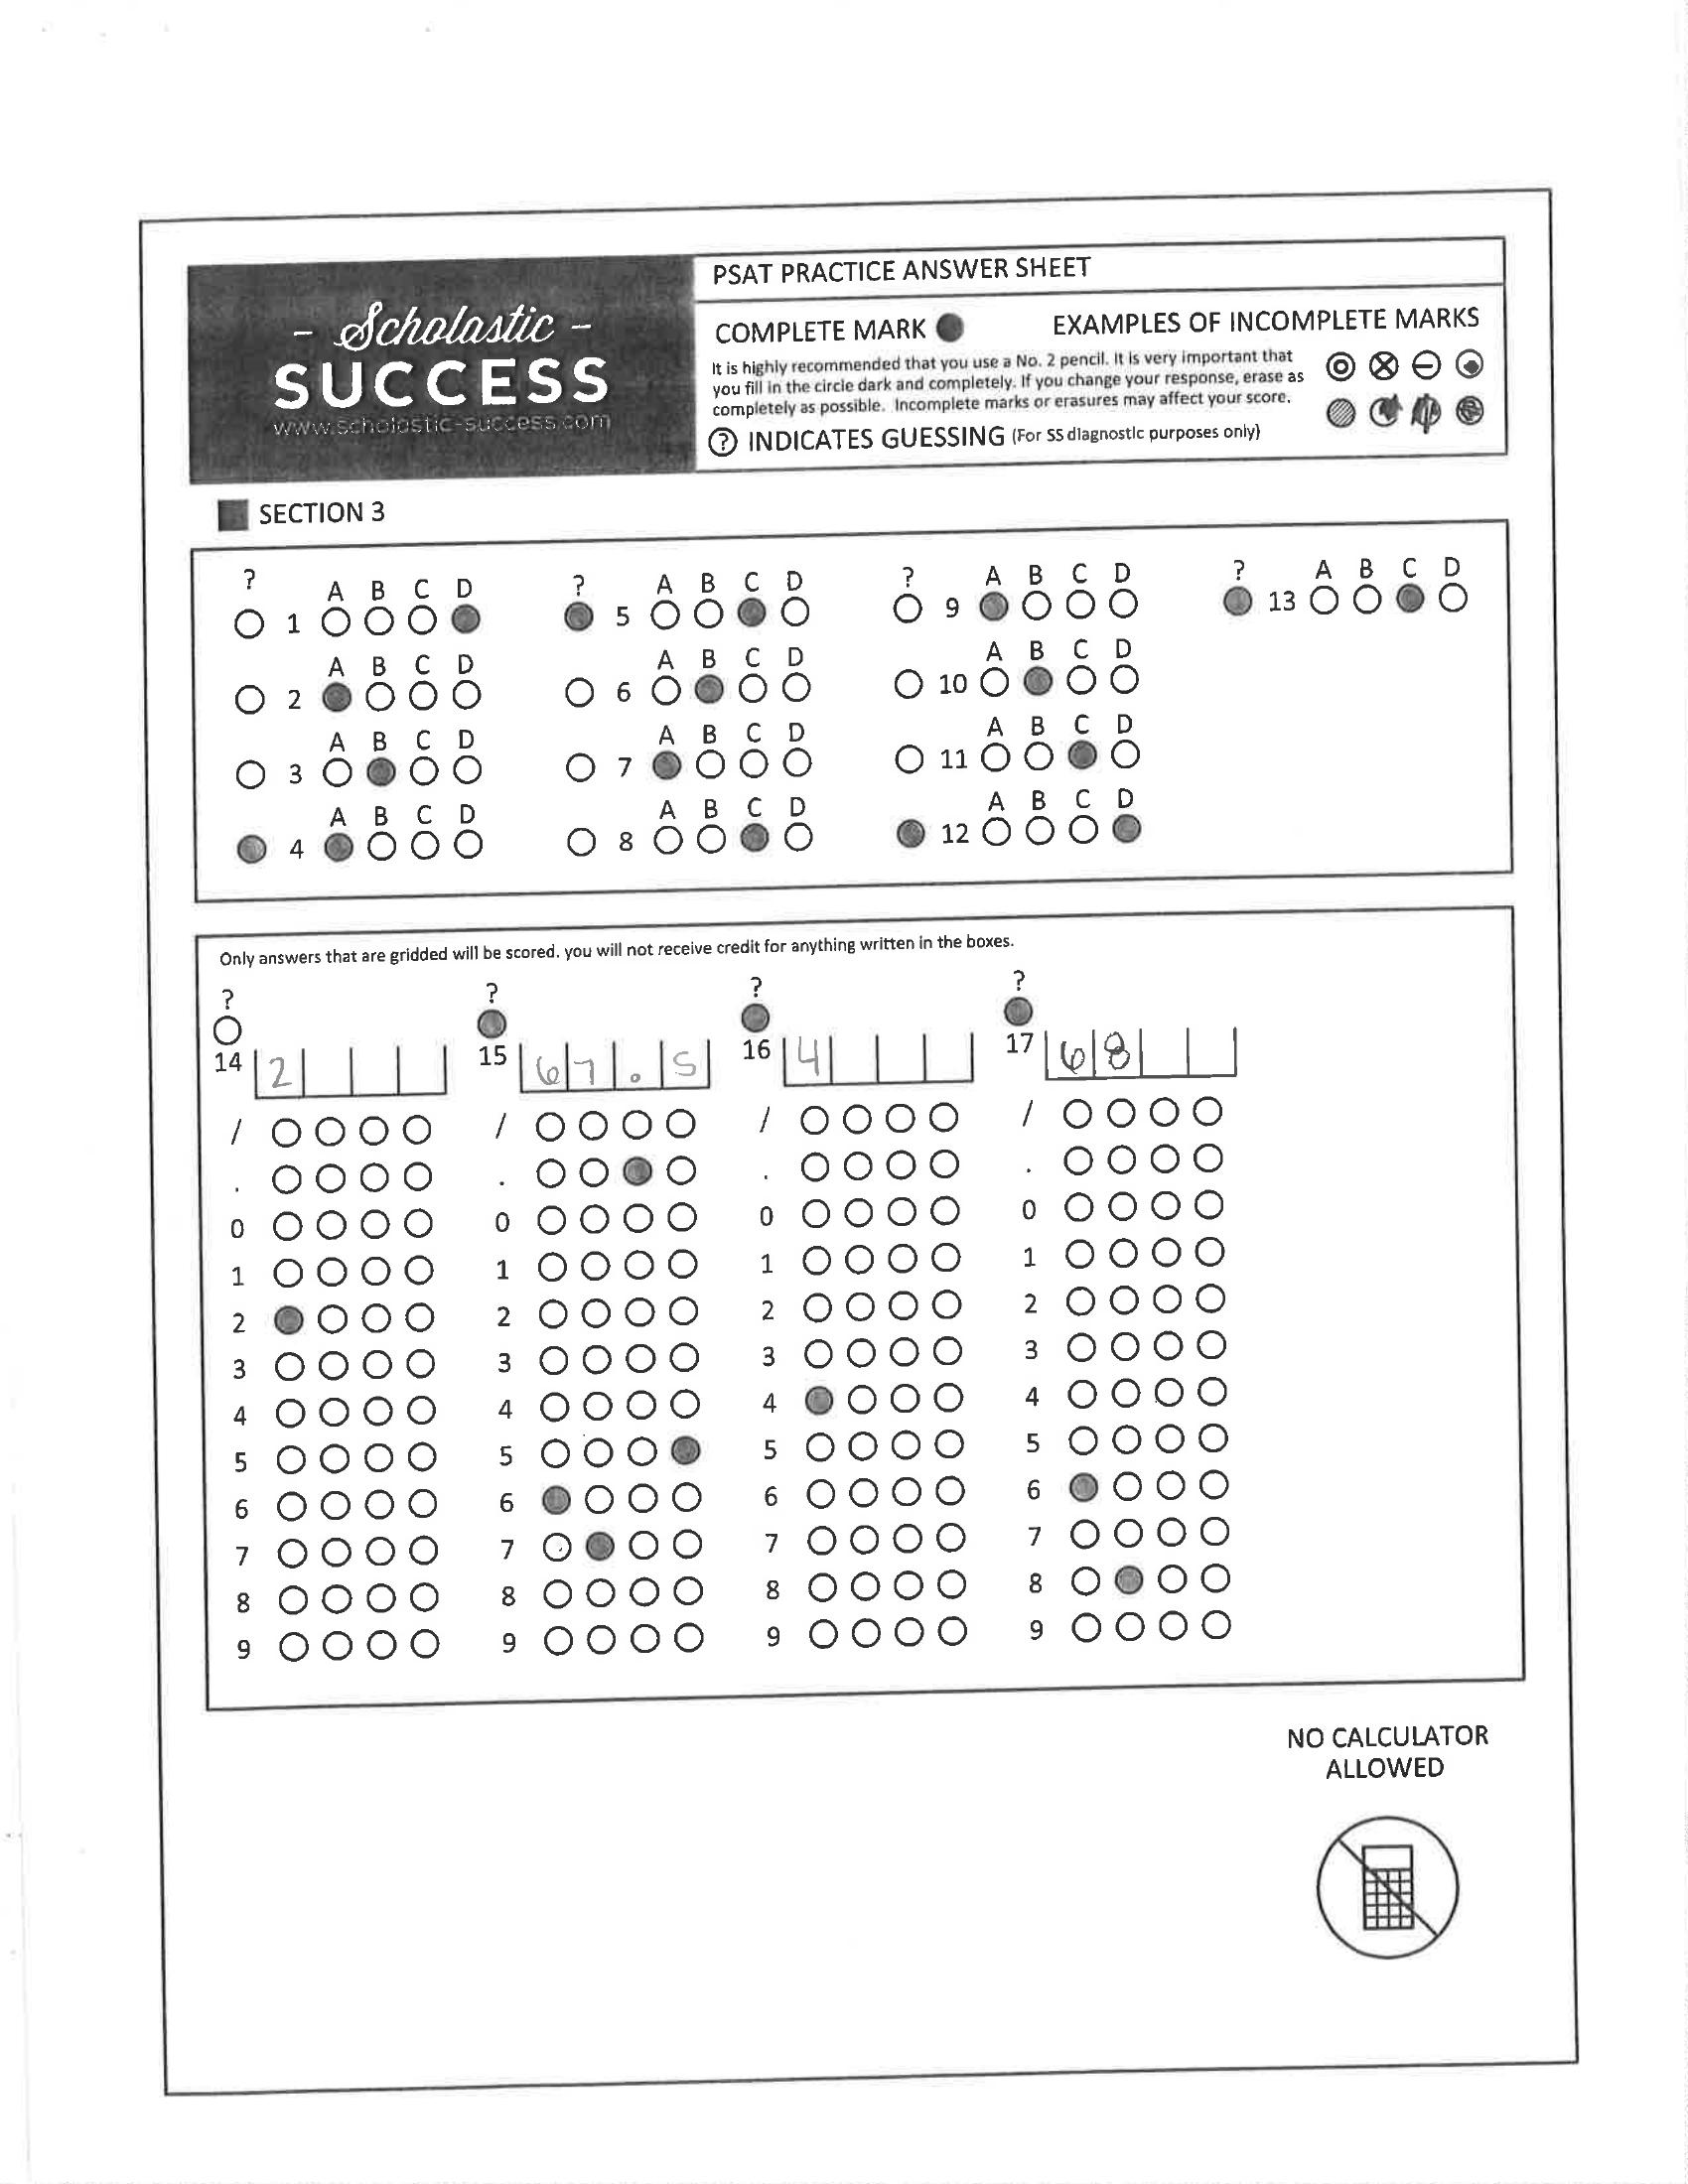 - Scholastic -
SUCCESS
www.scholastic-success.com
PSAT PRACTICE ANSWER SHEET
COMPLETE MARK
EXAMPLES OF INCOMPLETE MARKS
It is highly recommended that you use a No. 2 pencil. It is very important that
you fill in the circle dark and completely. If you change your response, erase as
completely as possible. Incomplete marks or erasures may affect your score.
? INDICATES GUESSING (For SS diagnostic purposes only)
SECTION 3
? A B C D ? A B C D ? A B C D ? A B C D
1 5 9 13
A B C D A B C D A B C D
2 6 10
A B C D A B C D A B C D
3 7 11
A B C D A B C D A B C D
4 8 12
Only answers that are gridded will be scored. you will not receive credit for anything written in the boxes.
? ? ? ?
14 2 15 67.5 16 4 17 68
/ / / /
. . . .
0 0 0 0
1 1 1 1
2 2 2 2
3 3 3 3
4 4 4 4
5 5 5 5
6 6 6 6
7 7 7 7
8 8 8 8
9 9 9 9
NO CALCULATOR
ALLOWED